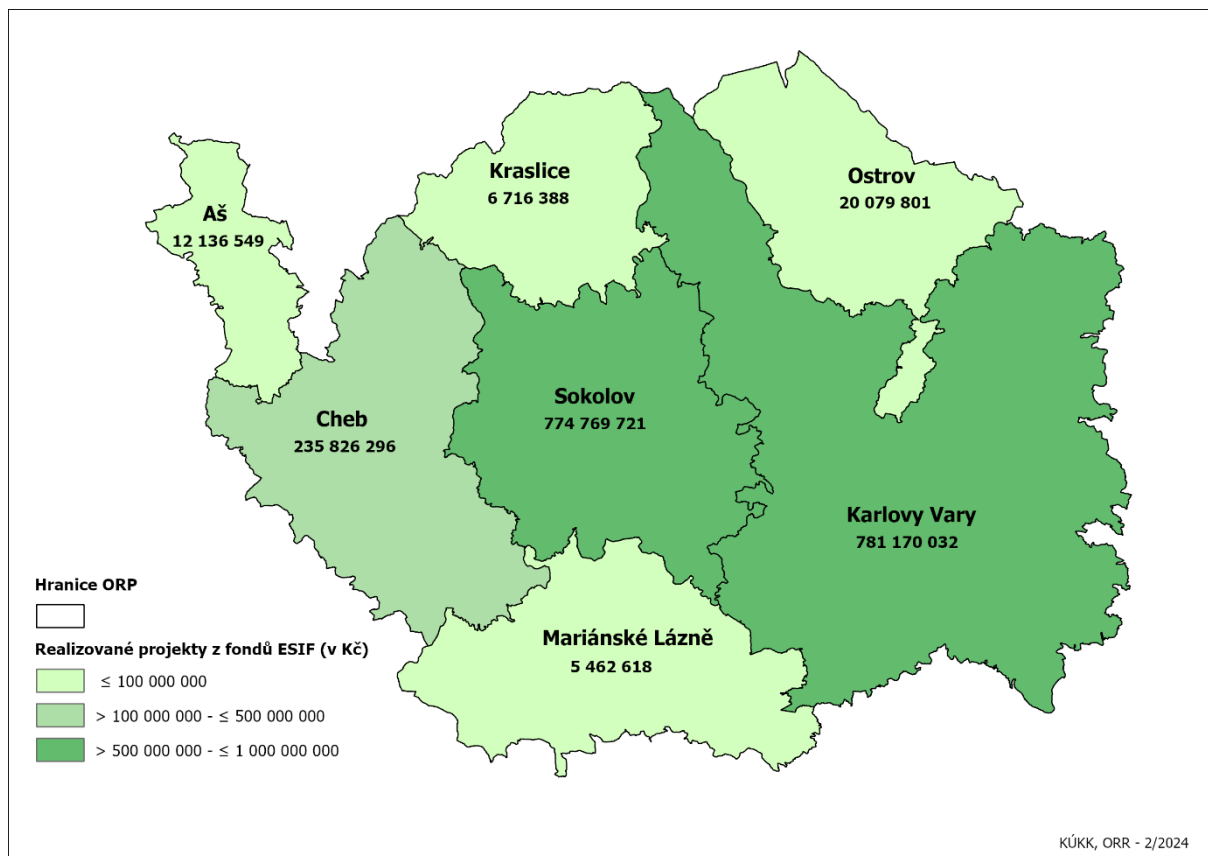 Kraslice
6 716 388
Ostrov
20 079 801
Aš
12 136 549
Sokolov
774 769 721
Cheb
235 826 296
Karlovy Vary
781 170 032
Mariánské Lázně
5 462 618
Hranice ORP
Realizované projekty z fondů ESIF (v Kč)
≤ 100 000 000
> 100 000 000 - ≤ 500 000 000
> 500 000 000 - ≤ 1 000 000 000
KÚKK, ORR - 2/2024